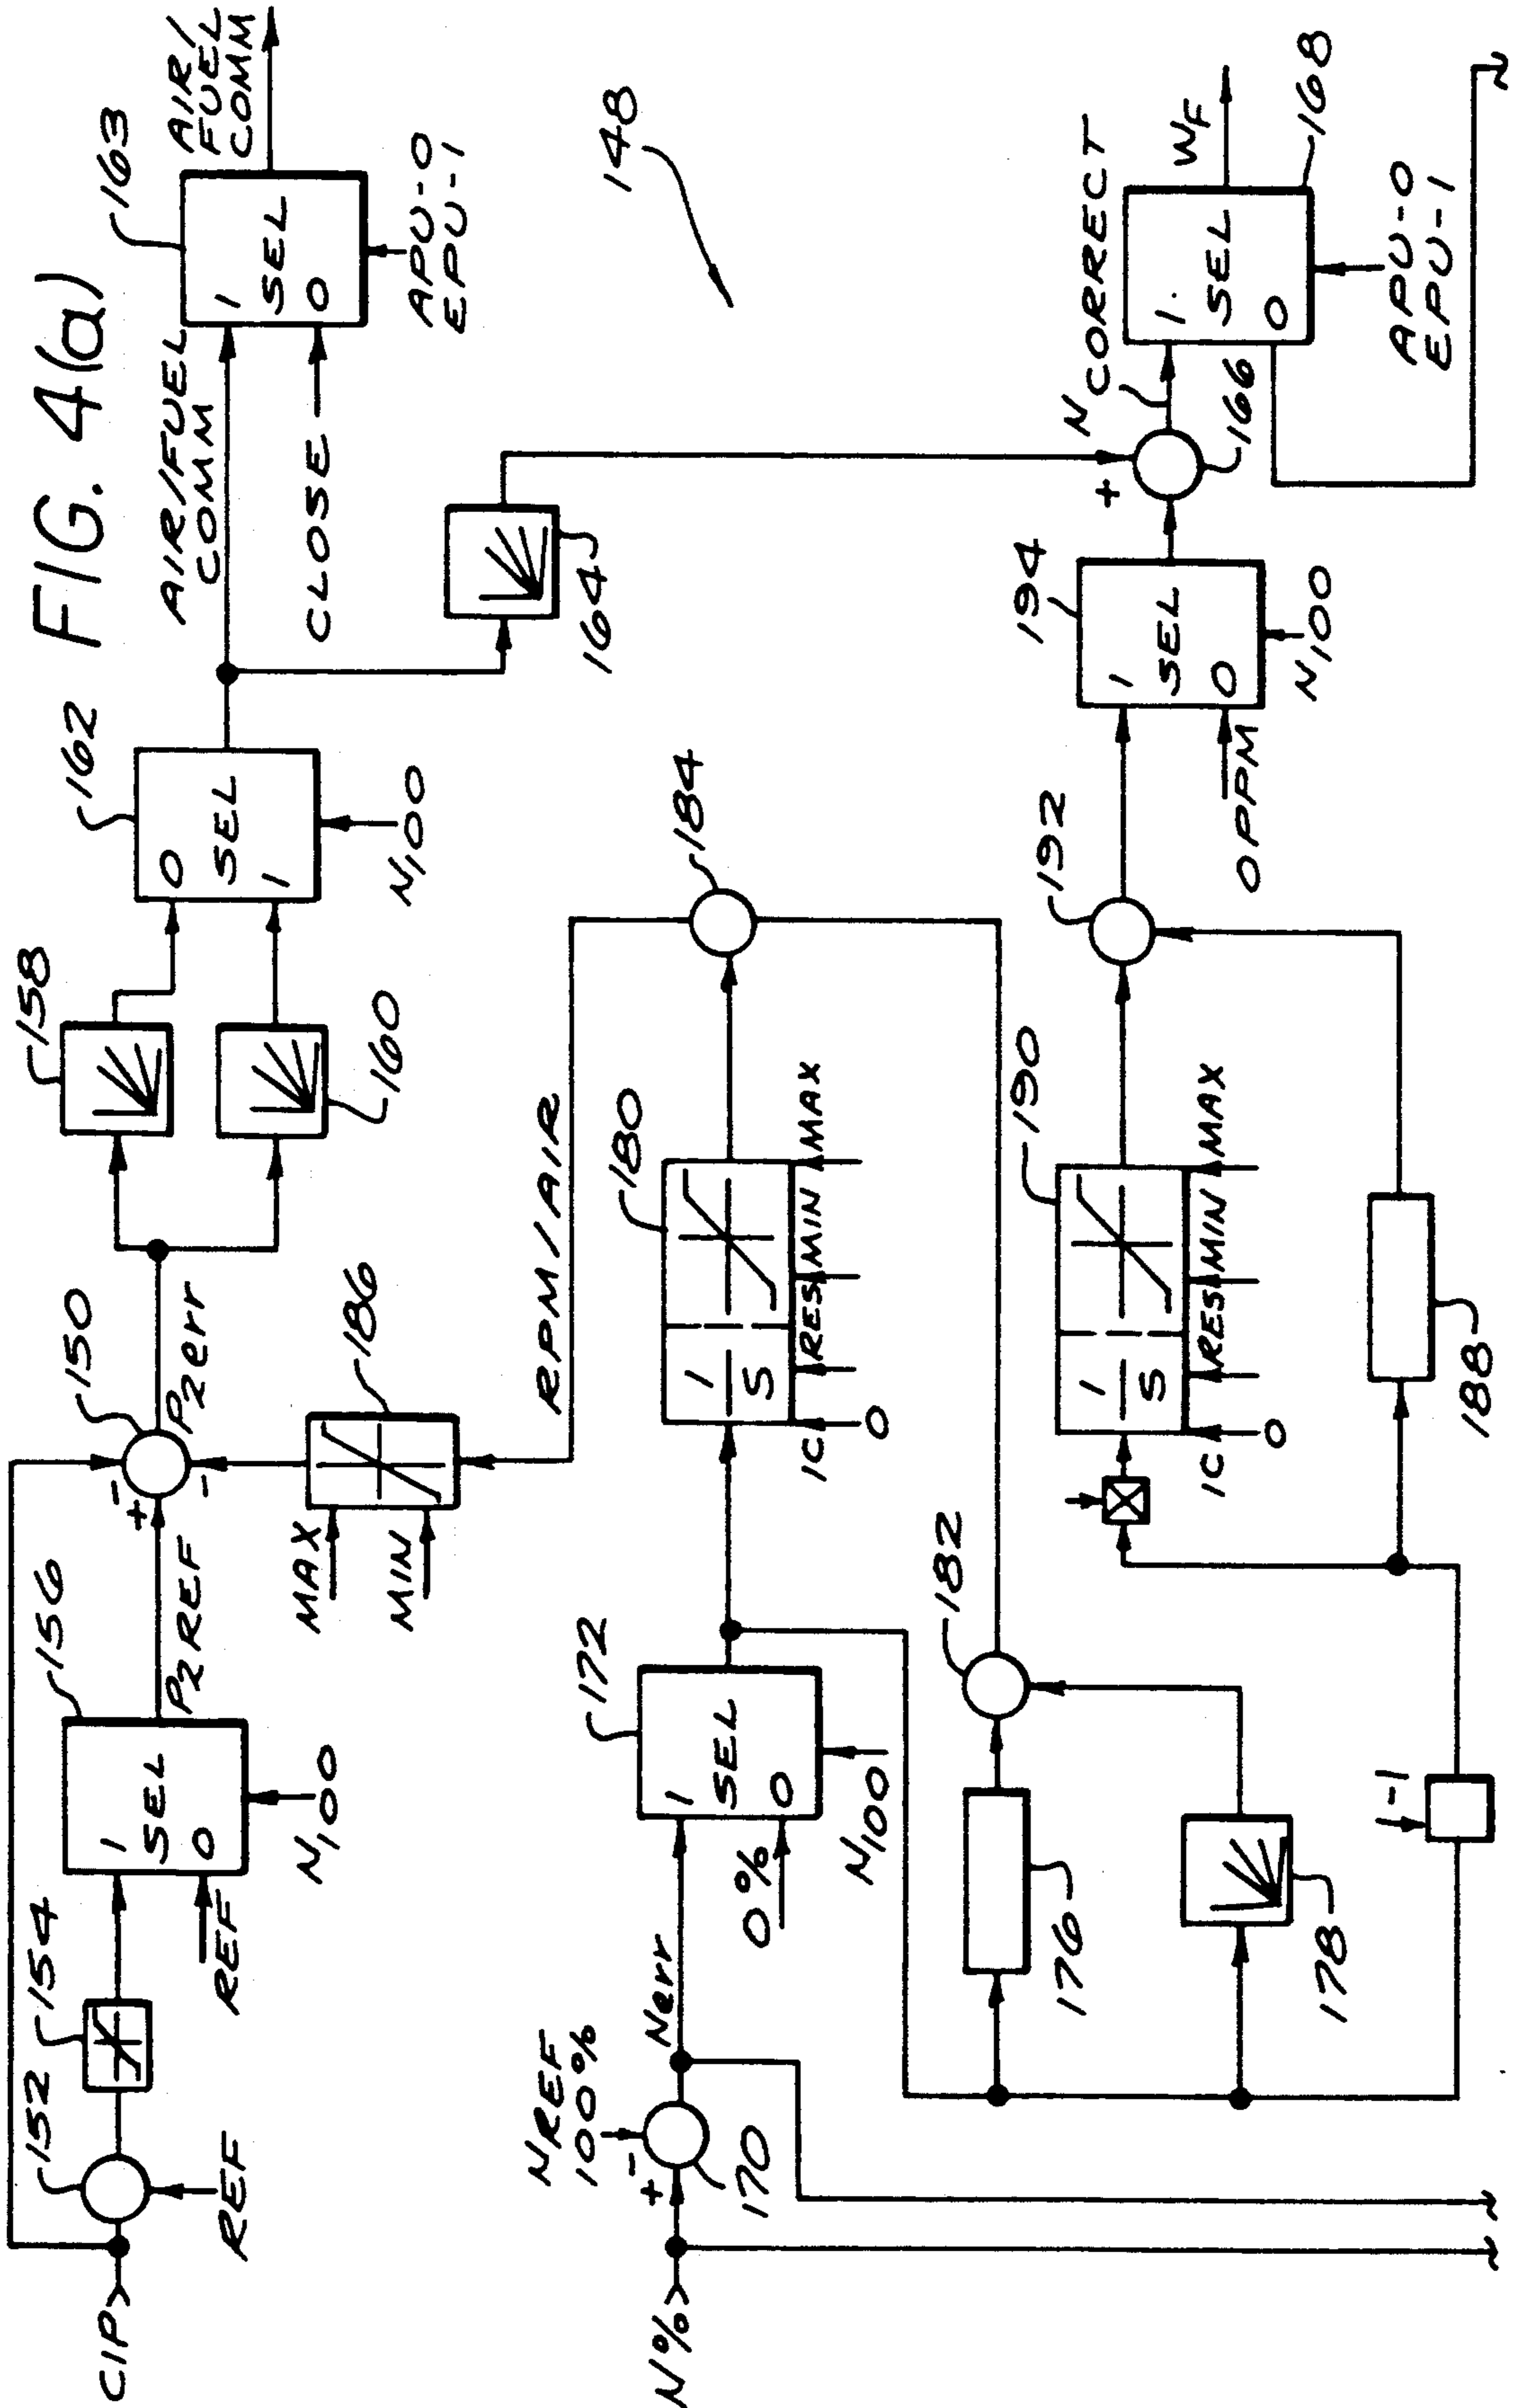 FIG. 4(a)
CIP
152
REF
154
REF
1
SEL
0
156
N100
P2 REF
+
-
-
150
P2err
158
160
162
0
SEL
1
N100
AIR/FUEL
COMM
CLOSE
163
1
SEL
0
AIR/
FUEL
COMM
APU-0
EPU-1
164
148
MAX
MIN
186
RPM/AIR
N%
NREF
100%
+
-
170
Nerr
0%
172
1
SEL
0
N100
1
S
180
IC
0
RES
MIN
MAX
184
176
178
182
-1
1
S
190
IC
0
RES
MIN
MAX
188
192
OPPM
194
1
SEL
0
N100
+
166
N CORRECT
1
SEL
0
WF
168
APU-0
EPU-1